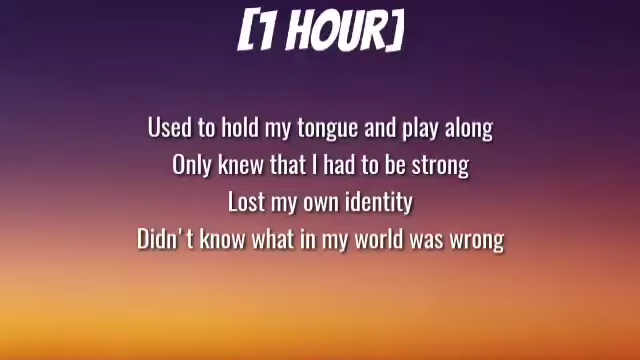 [1 HOUR]
Used to hold my tongue and play along
Only knew that I had to be strong
Lost my own identity
Didn't know what in my world was wrong